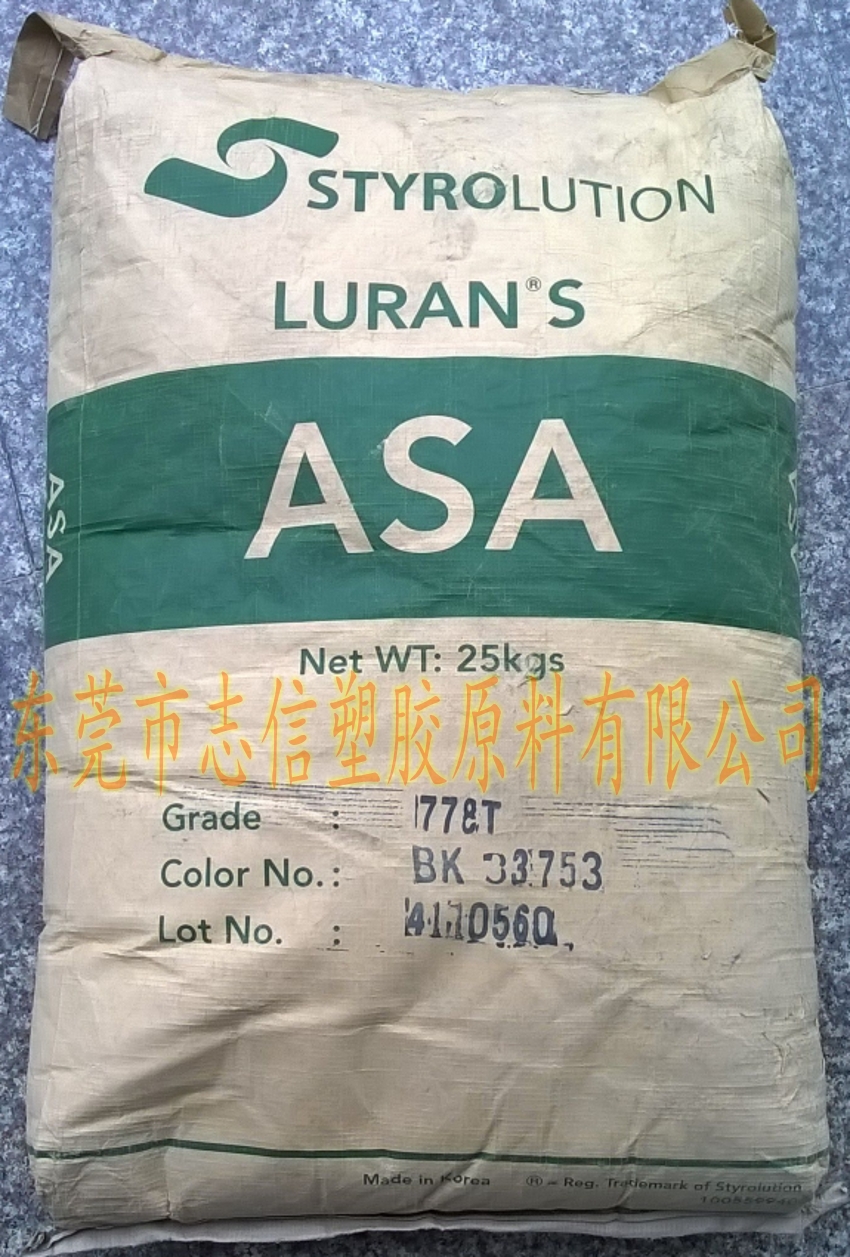 STYROLUTION
LURAN®S
ASA
ASA
Net WT: 25kgs
东莞市志信塑胶原料有限公司
Grade : 778T
Color No.: BK 33753
Lot No. :
Made in Korea ® = Reg. Trademark of Styrolution